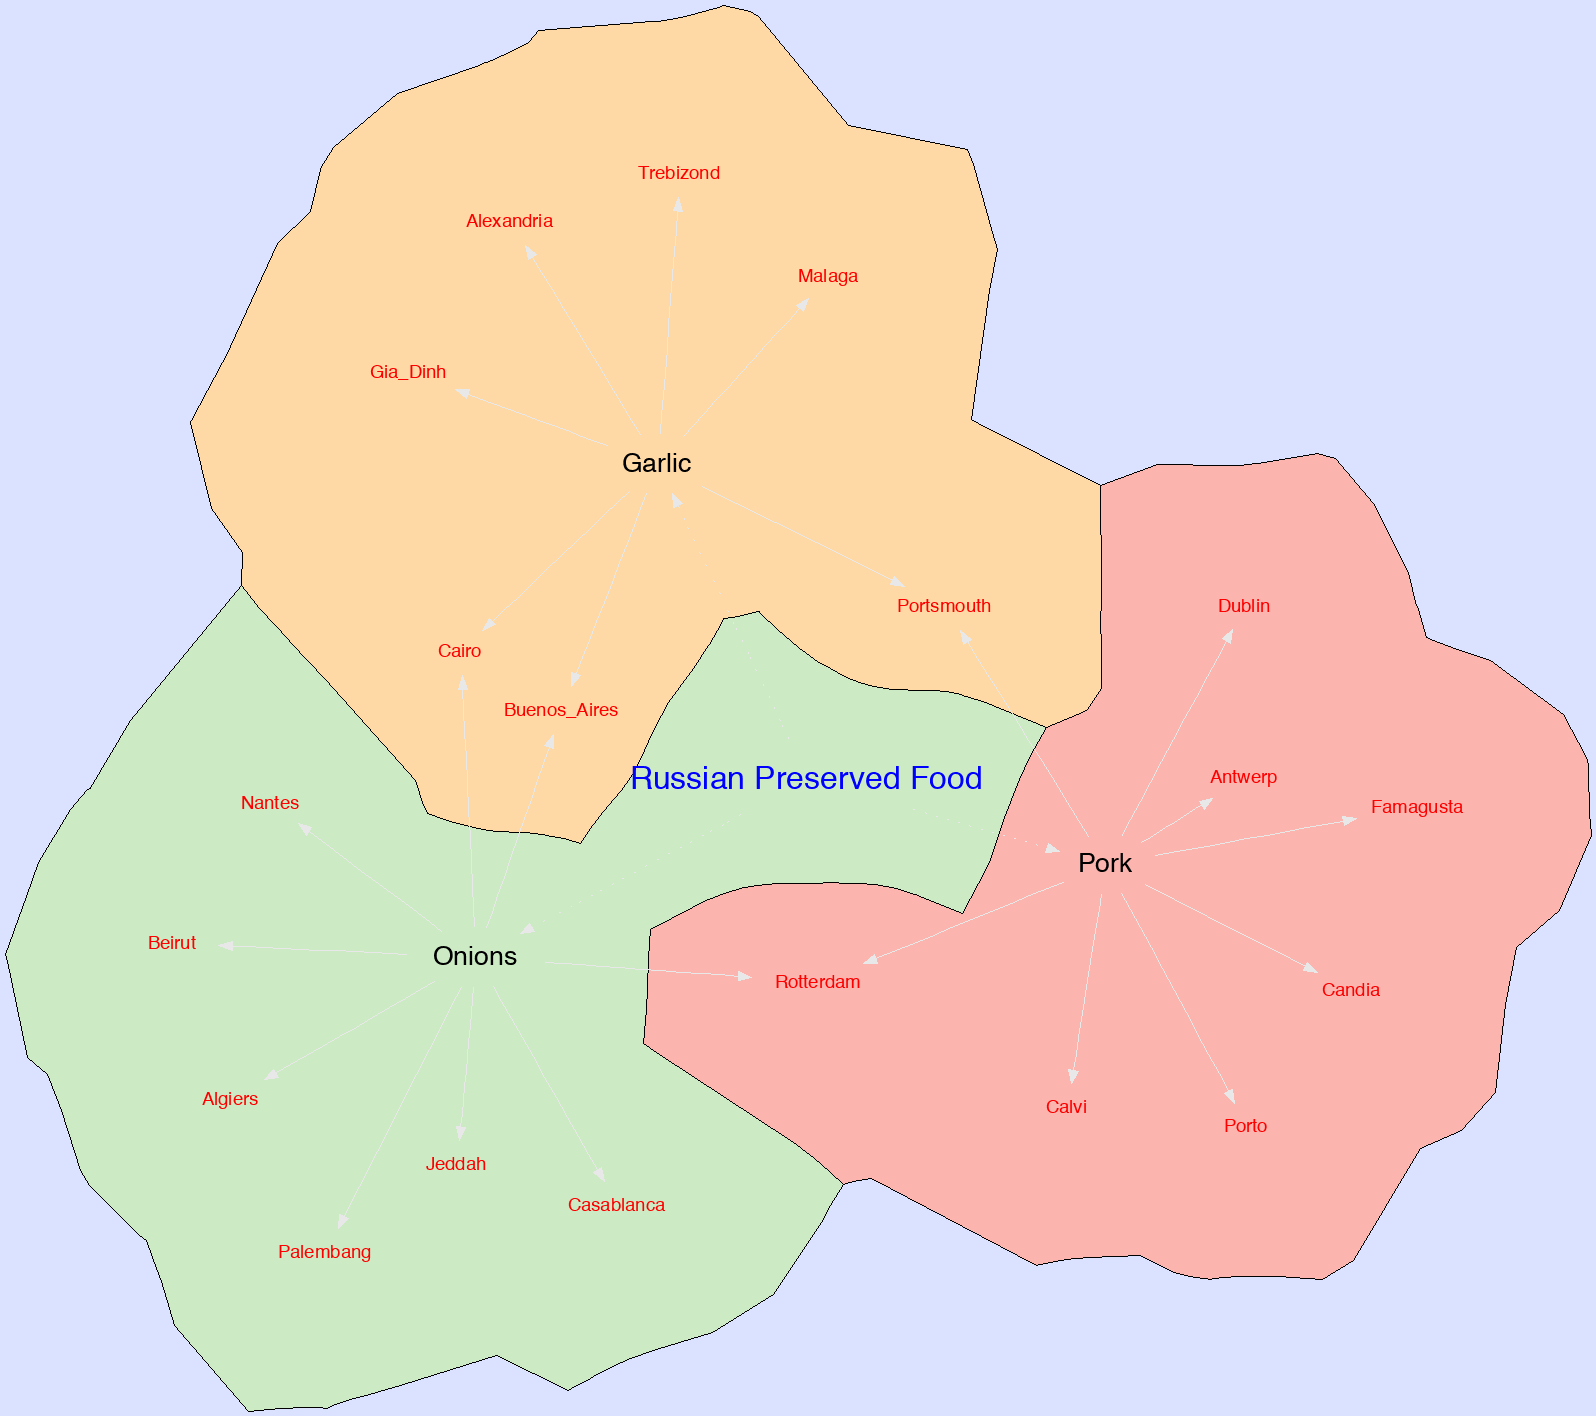 Trebizond
Alexandria
Malaga
Gia_Dinh
Garlic
Portsmouth
Dublin
Cairo
Buenos_Aires
Russian Preserved Food
Antwerp
Nantes
Famagusta
Pork
Beirut
Onions
Rotterdam
Candia
Algiers
Calvi
Porto
Jeddah
Casablanca
Palembang